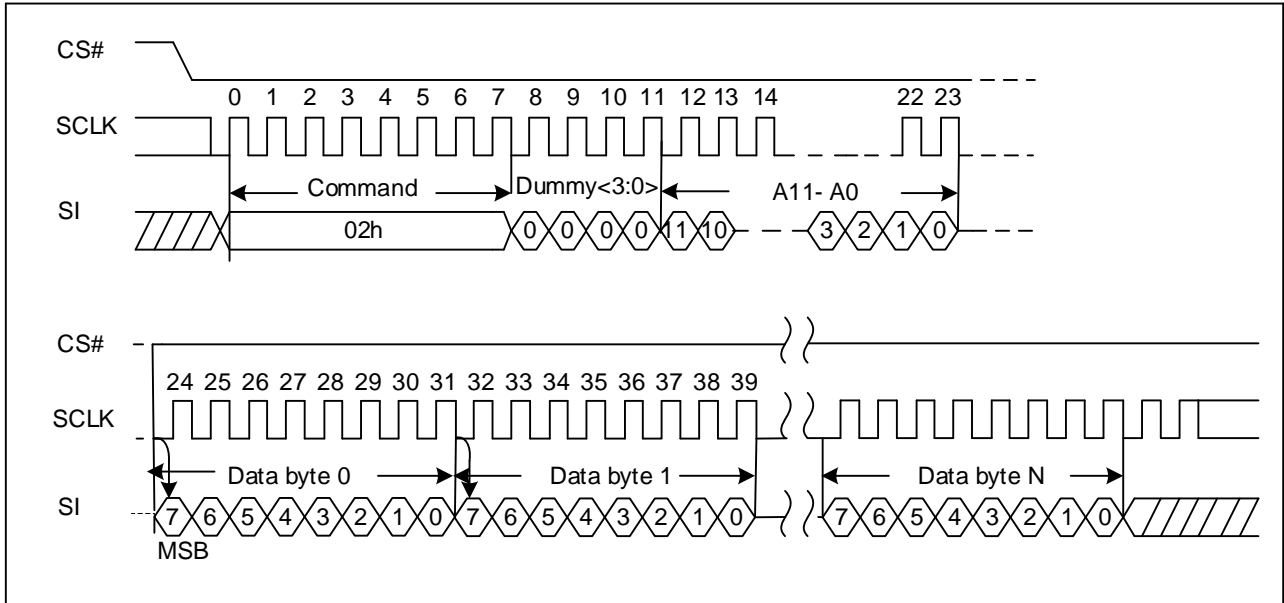 CS#
0 1 2 3 4 5 6 7 8 9 10 11 12 13 14 22 23
SCLK
Command Dummy<3:0> A11- A0
SI
02h 0 0 0 0 11 10 3 2 1 0
CS#
24 25 26 27 28 29 30 31 32 33 34 35 36 37 38 39
SCLK
Data byte 0 Data byte 1 Data byte N
SI
7 6 5 4 3 2 1 0 7 6 5 4 3 2 1 0 7 6 5 4 3 2 1 0
MSB